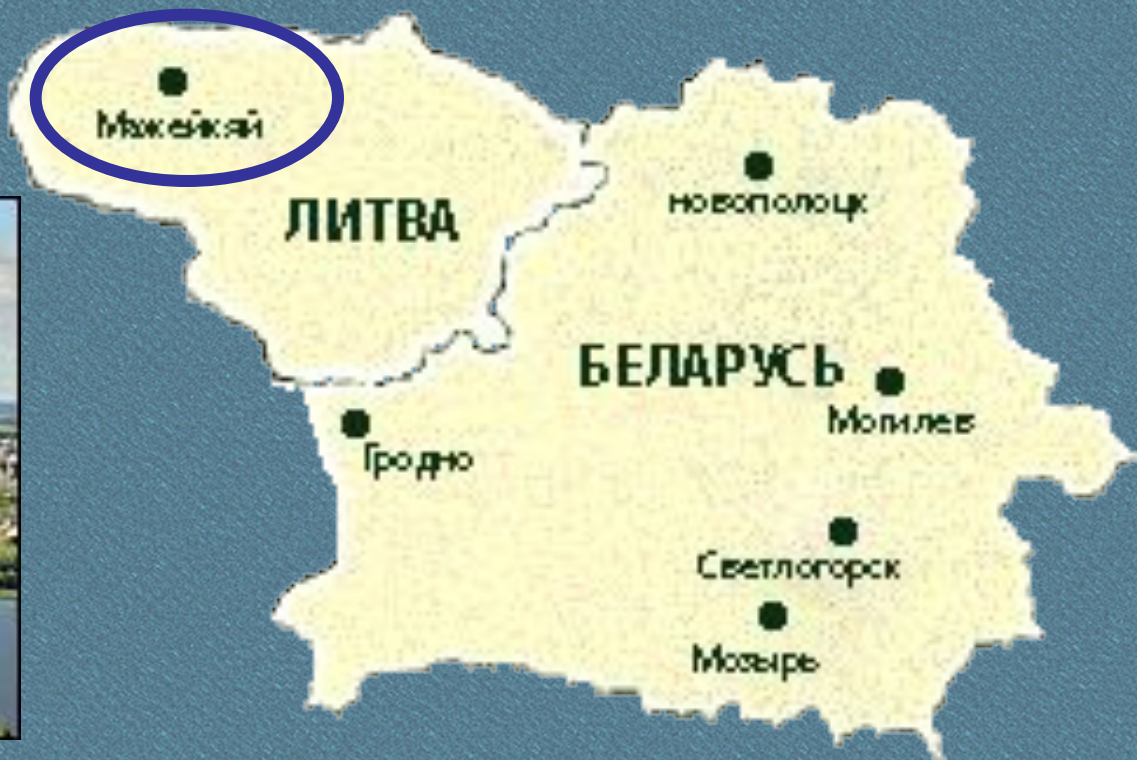 Мажейкяй
ЛИТВА
новополоцк
БЕЛАРУСЬ
Могилев
Гродно
Светлогорск
Мозырь